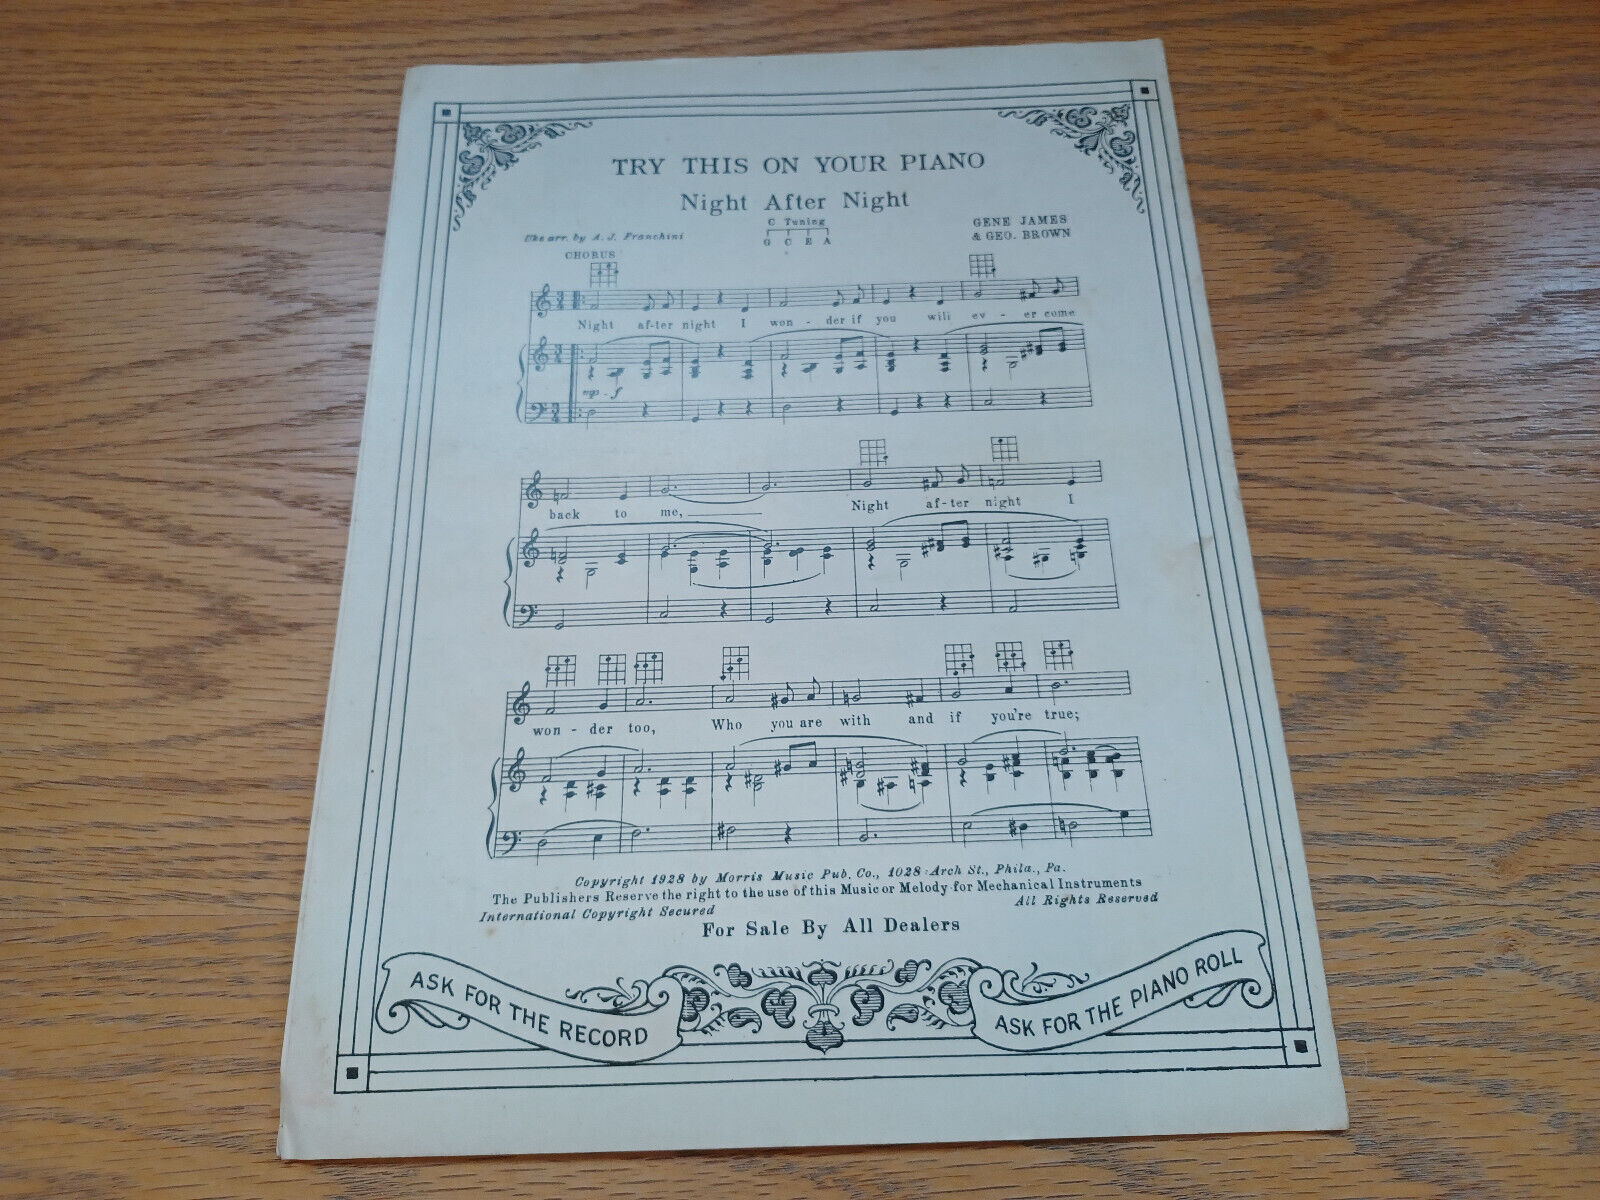 TRY THIS ON YOUR PIANO
Night After Night
C Tuning
G C E A
Uke arr. by A. J. Franchini
GENE JAMES
& GEO. BROWN
CHORUS
Night af-ter night I won - der if you will ev - er come
mp - f
back to me, Night af-ter night I
won - der too, Who you are with and if you're true;
Copyright 1928 by Morris Music Pub. Co., 1028 Arch St., Phila., Pa.
The Publishers Reserve the right to the use of this Music or Melody for Mechanical Instruments
International Copyright Secured All Rights Reserved
For Sale By All Dealers
ASK FOR THE RECORD
ASK FOR THE PIANO ROLL